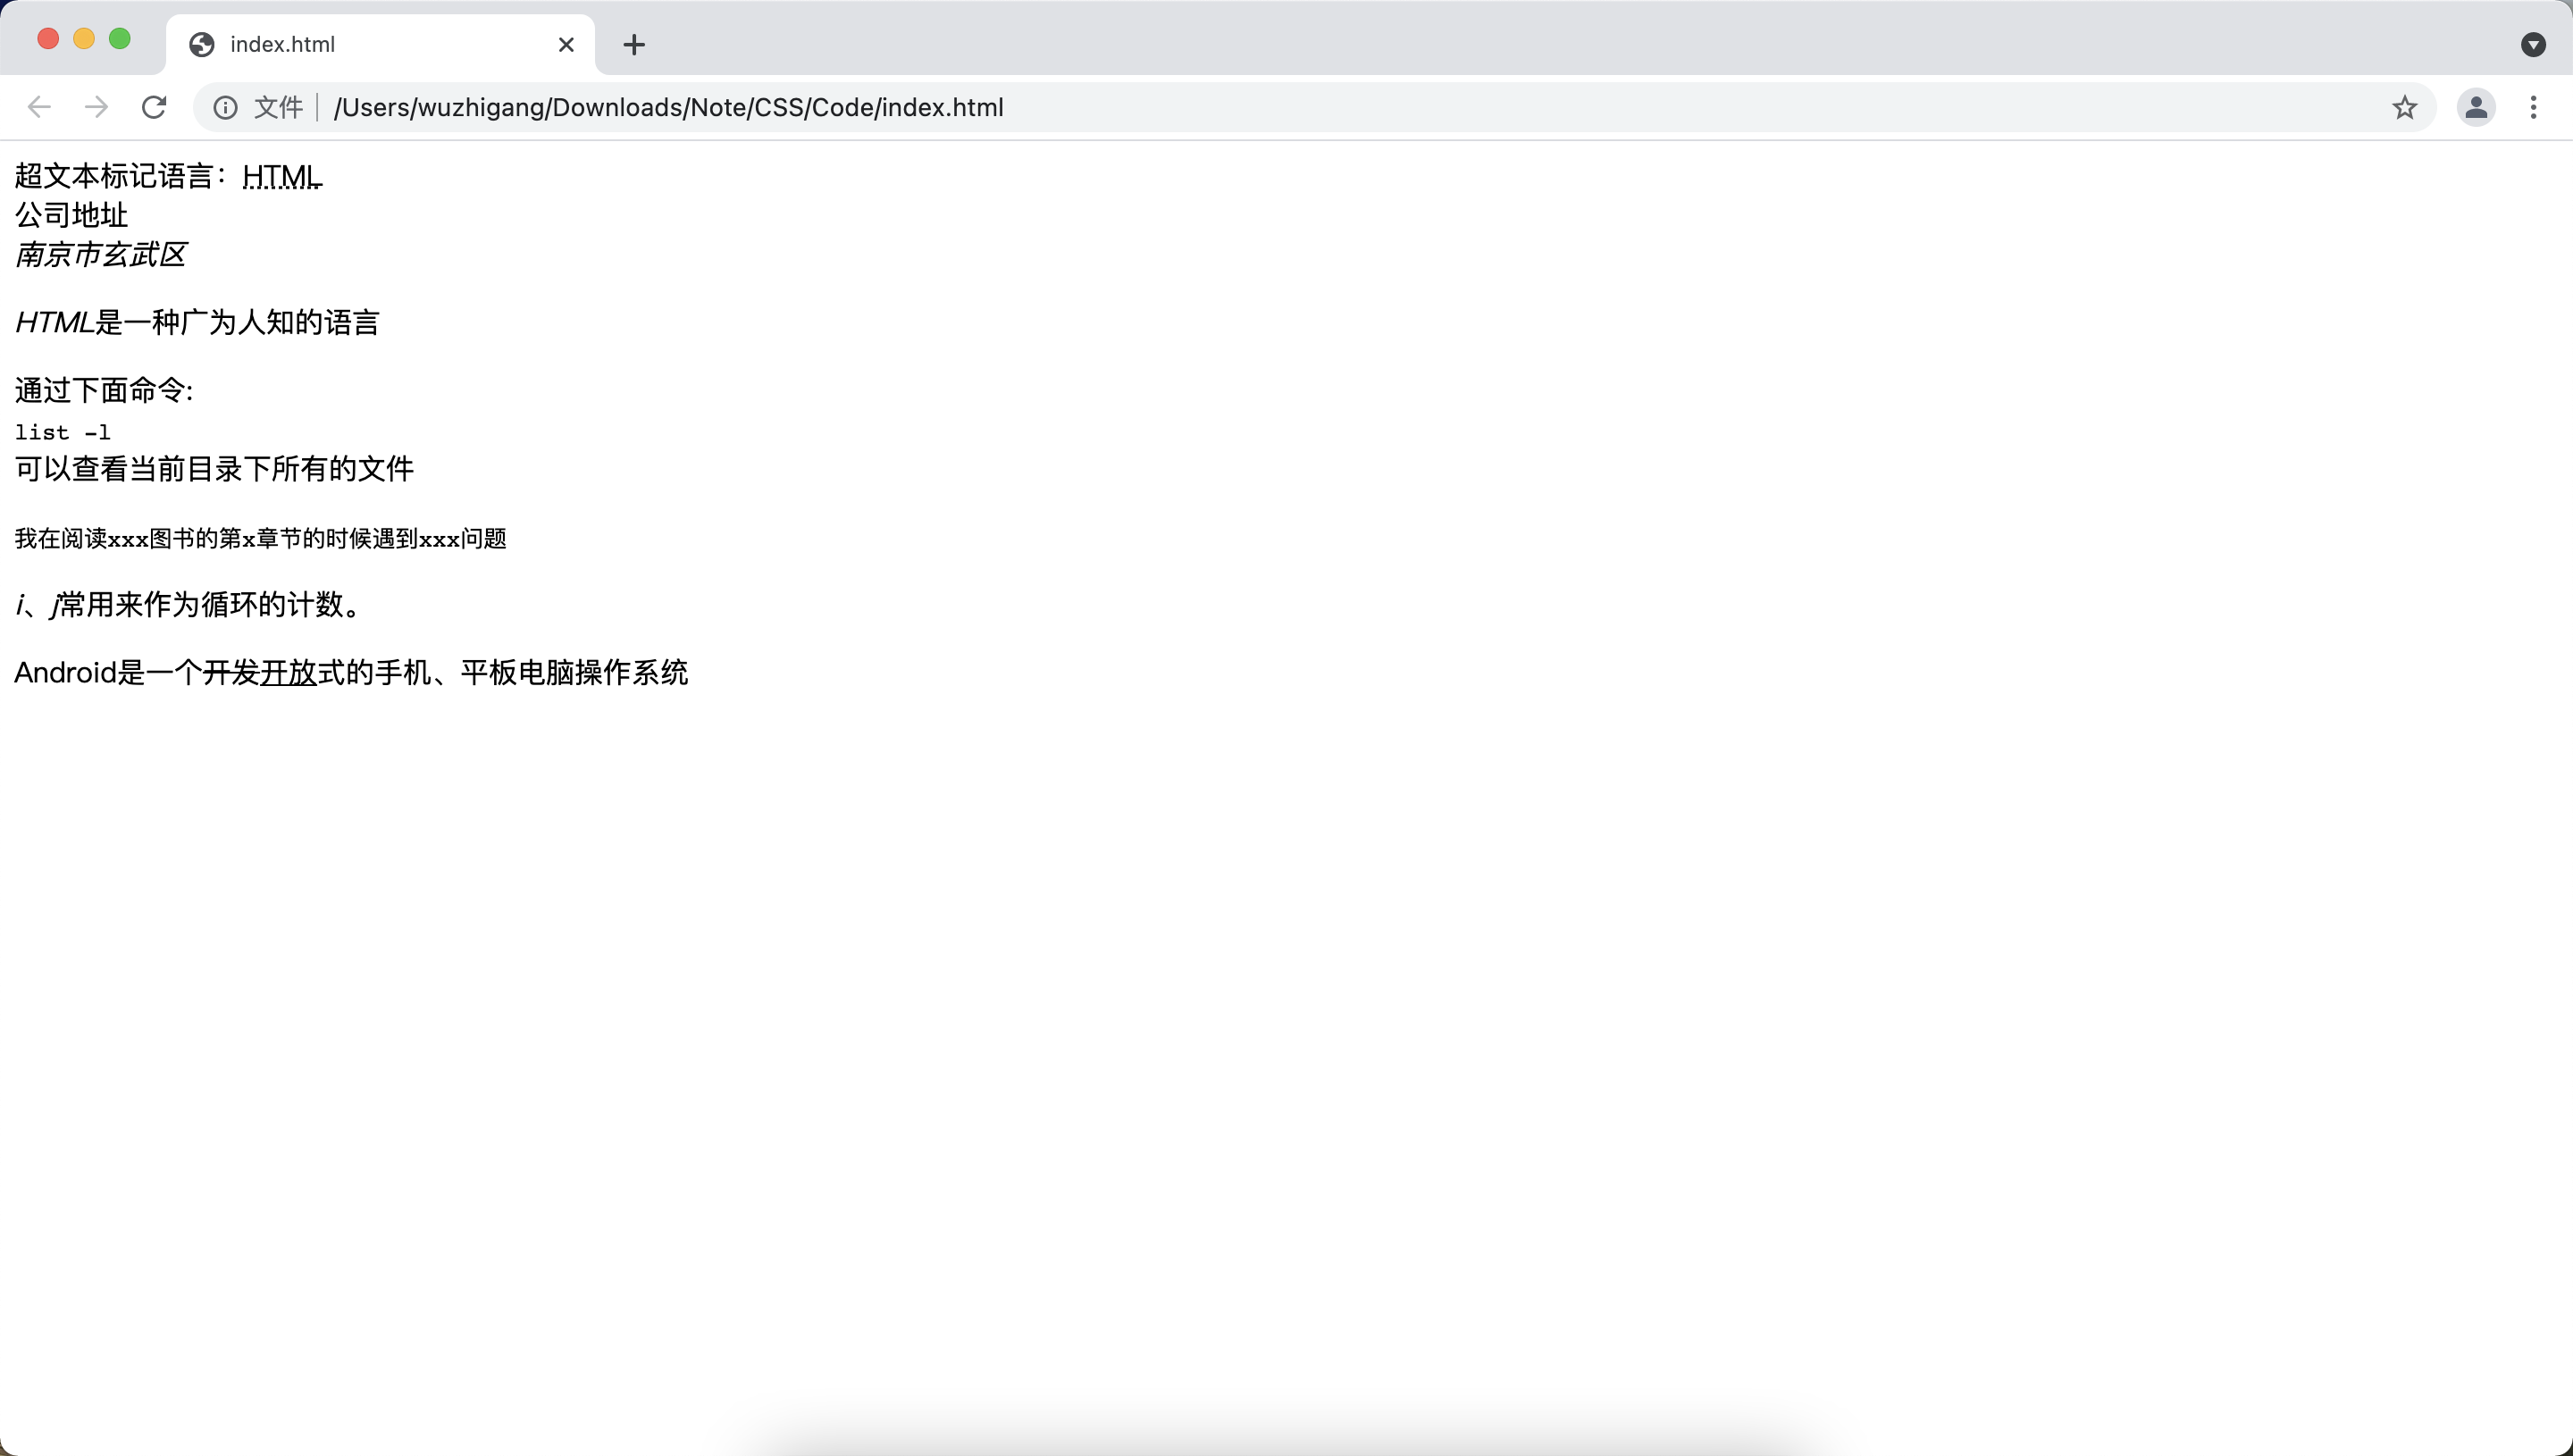 index.html
文件 /Users/wuzhigang/Downloads/Note/CSS/Code/index.html
超文本标记语言：HTML
公司地址
南京市玄武区
HTML是一种广为人知的语言
通过下面命令:
list -l
可以查看当前目录下所有的文件
我在阅读xxx图书的第x章节的时候遇到xxx问题
i、j常用来作为循环的计数。
Android是一个开发开放式的手机、平板电脑操作系统